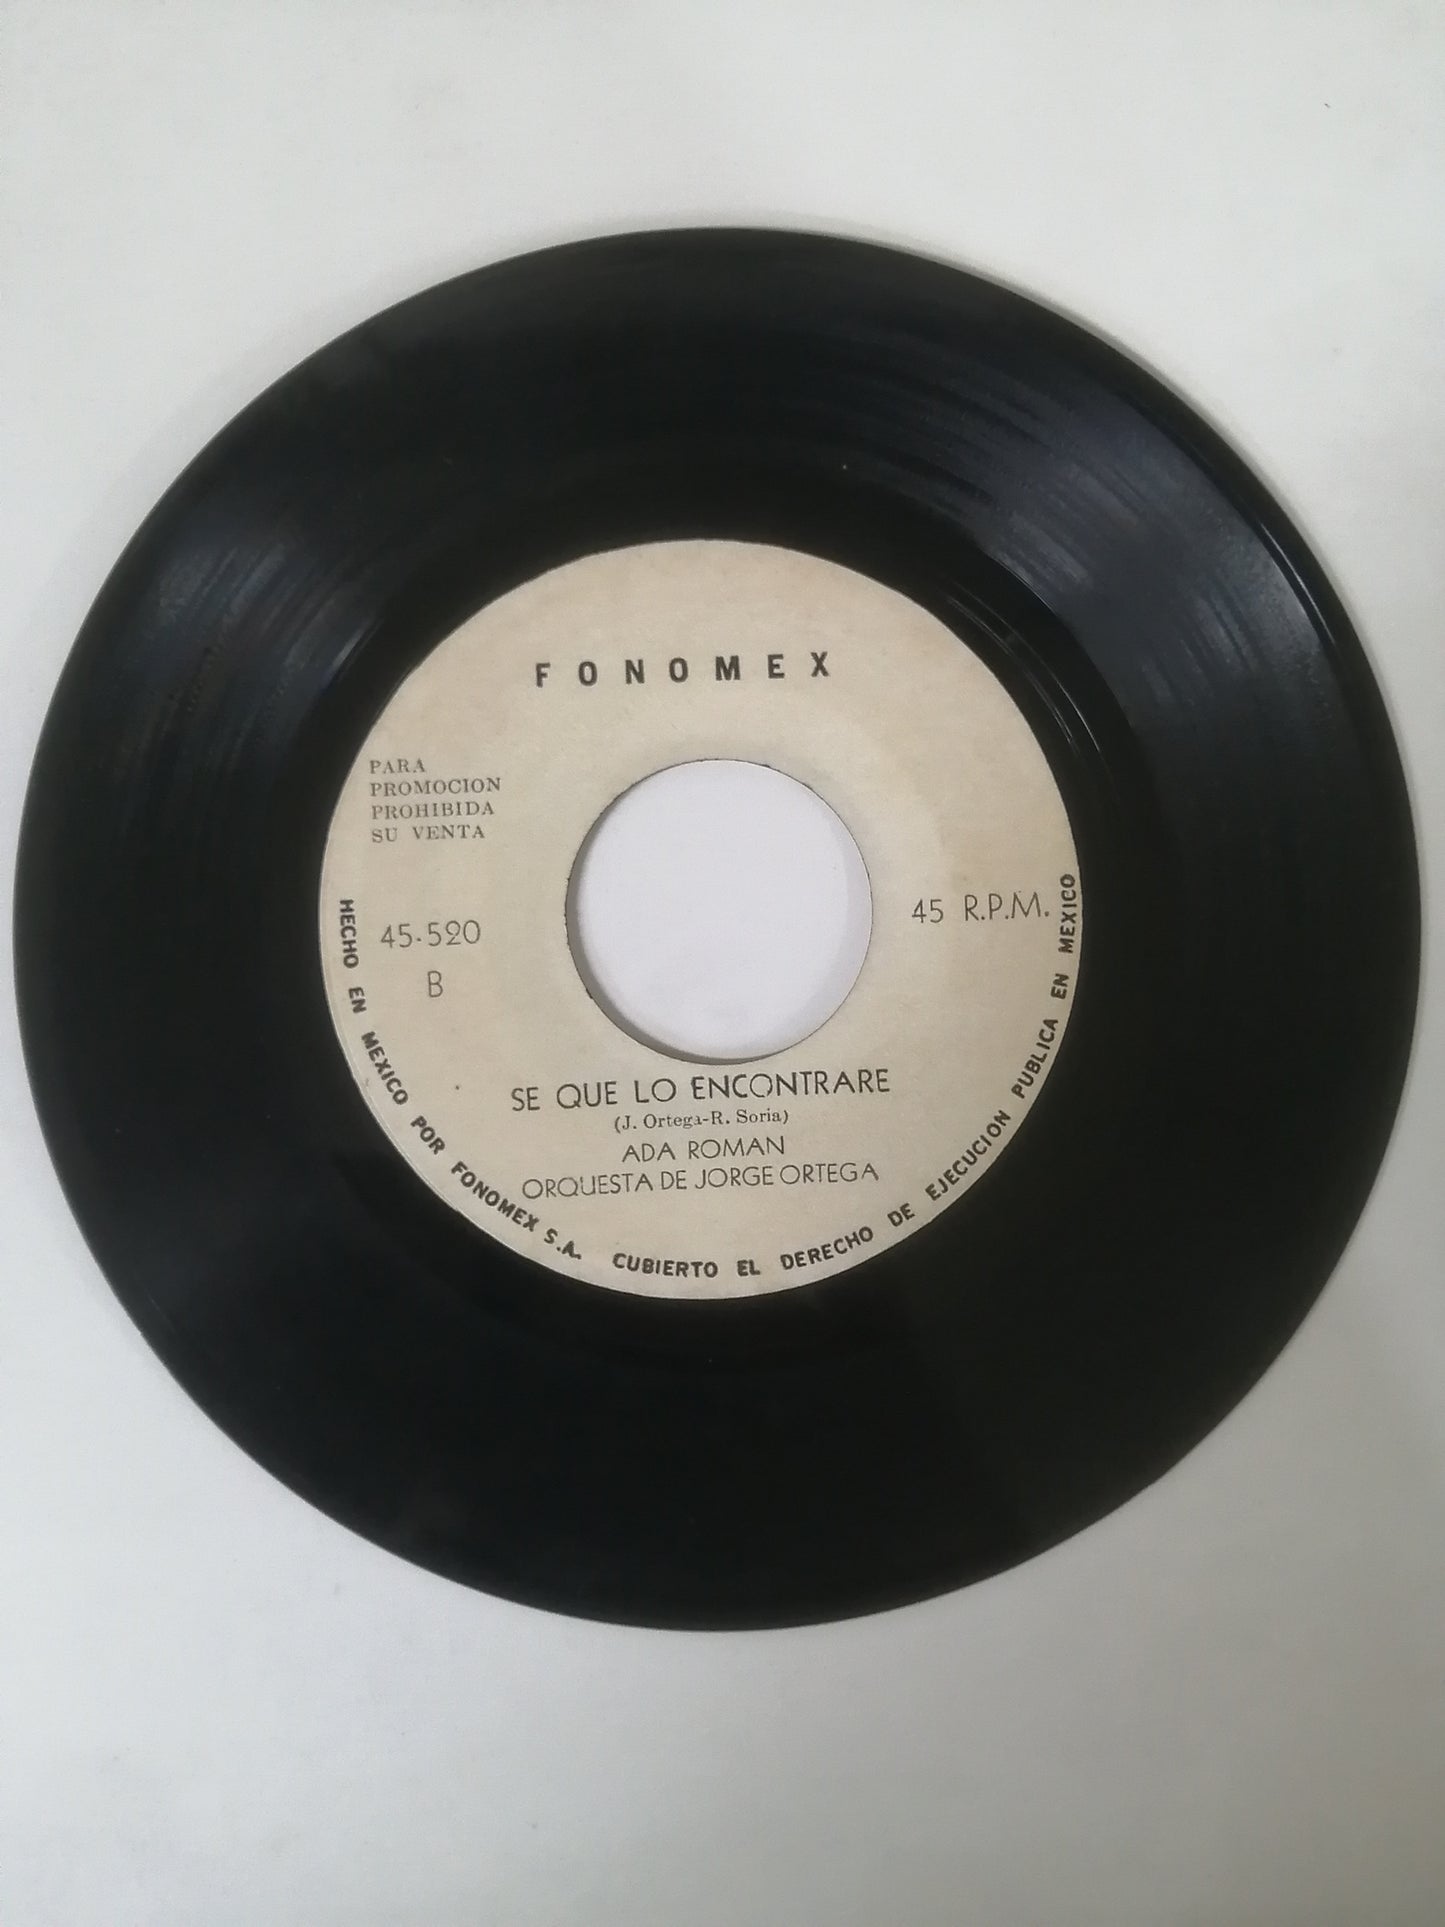 FONOMEX
PARA
PROMOCION
PROHIBIDA
SU VENTA
45-520
B
45 R.P.M.
SE QUE LO ENCONTRARE
(J. Ortega-R. Soria)
ADA ROMAN
ORQUESTA DE JORGE ORTEGA
HECHO EN MEXICO POR FONOMEX S.A. CUBIERTO EL DERECHO DE EJECUCION PUBLICA EN MEXICO